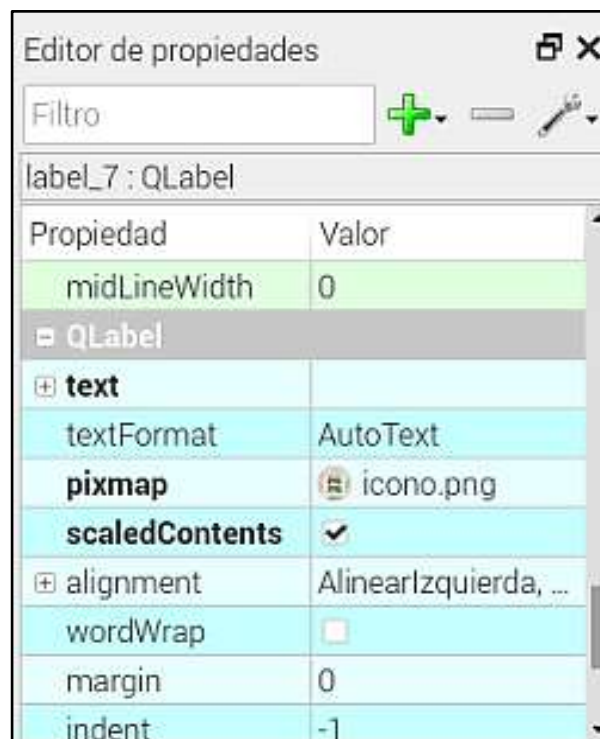 Editor de propiedades
Filtro
label_7 : QLabel
Propiedad Valor
midLineWidth 0
QLabel
text
textFormat AutoText
pixmap icono.png
scaledContents
alignment AlinearIzquierda, ...
wordWrap
margin 0
indent -1